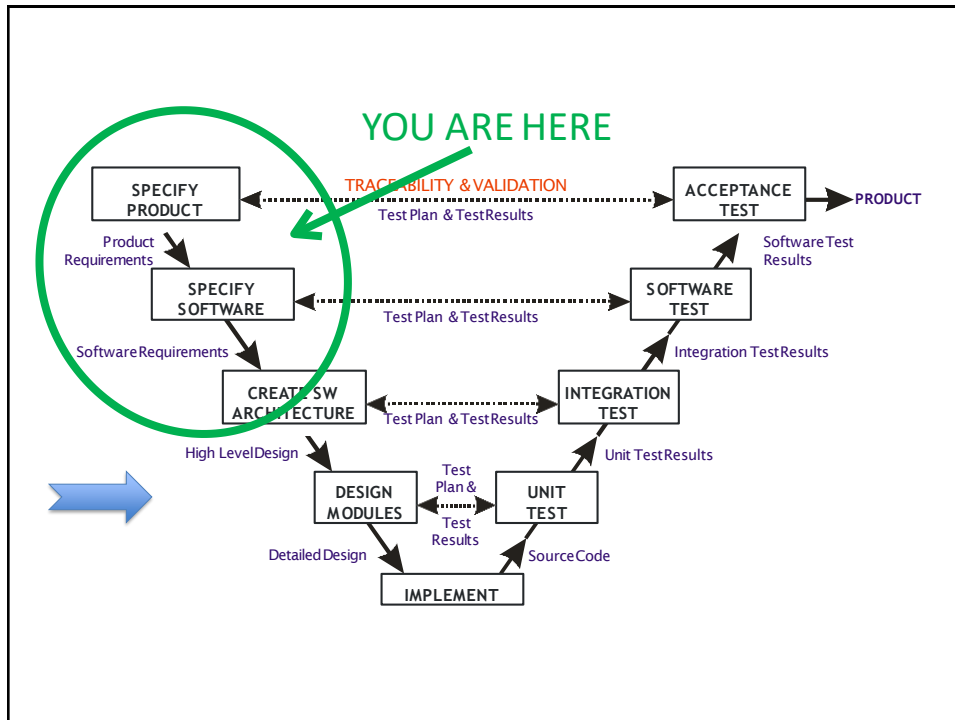 YOU ARE HERE
SPECIFY
PRODUCT
TRACEABILITY & VALIDATION
Test Plan & Test Results
ACCEPTANCE
TEST
PRODUCT
Product
Requirements
Software Test
Results
SPECIFY
SOFTWARE
Test Plan & Test Results
SOFTWARE
TEST
Software Requirements
Integration Test Results
CREATE SW
ARCHITECTURE
Test Plan & Test Results
INTEGRATION
TEST
High Level Design
Unit Test Results
DESIGN
MODULES
Test
Plan &
Test
Results
UNIT
TEST
Detailed Design
Source Code
IMPLEMENT